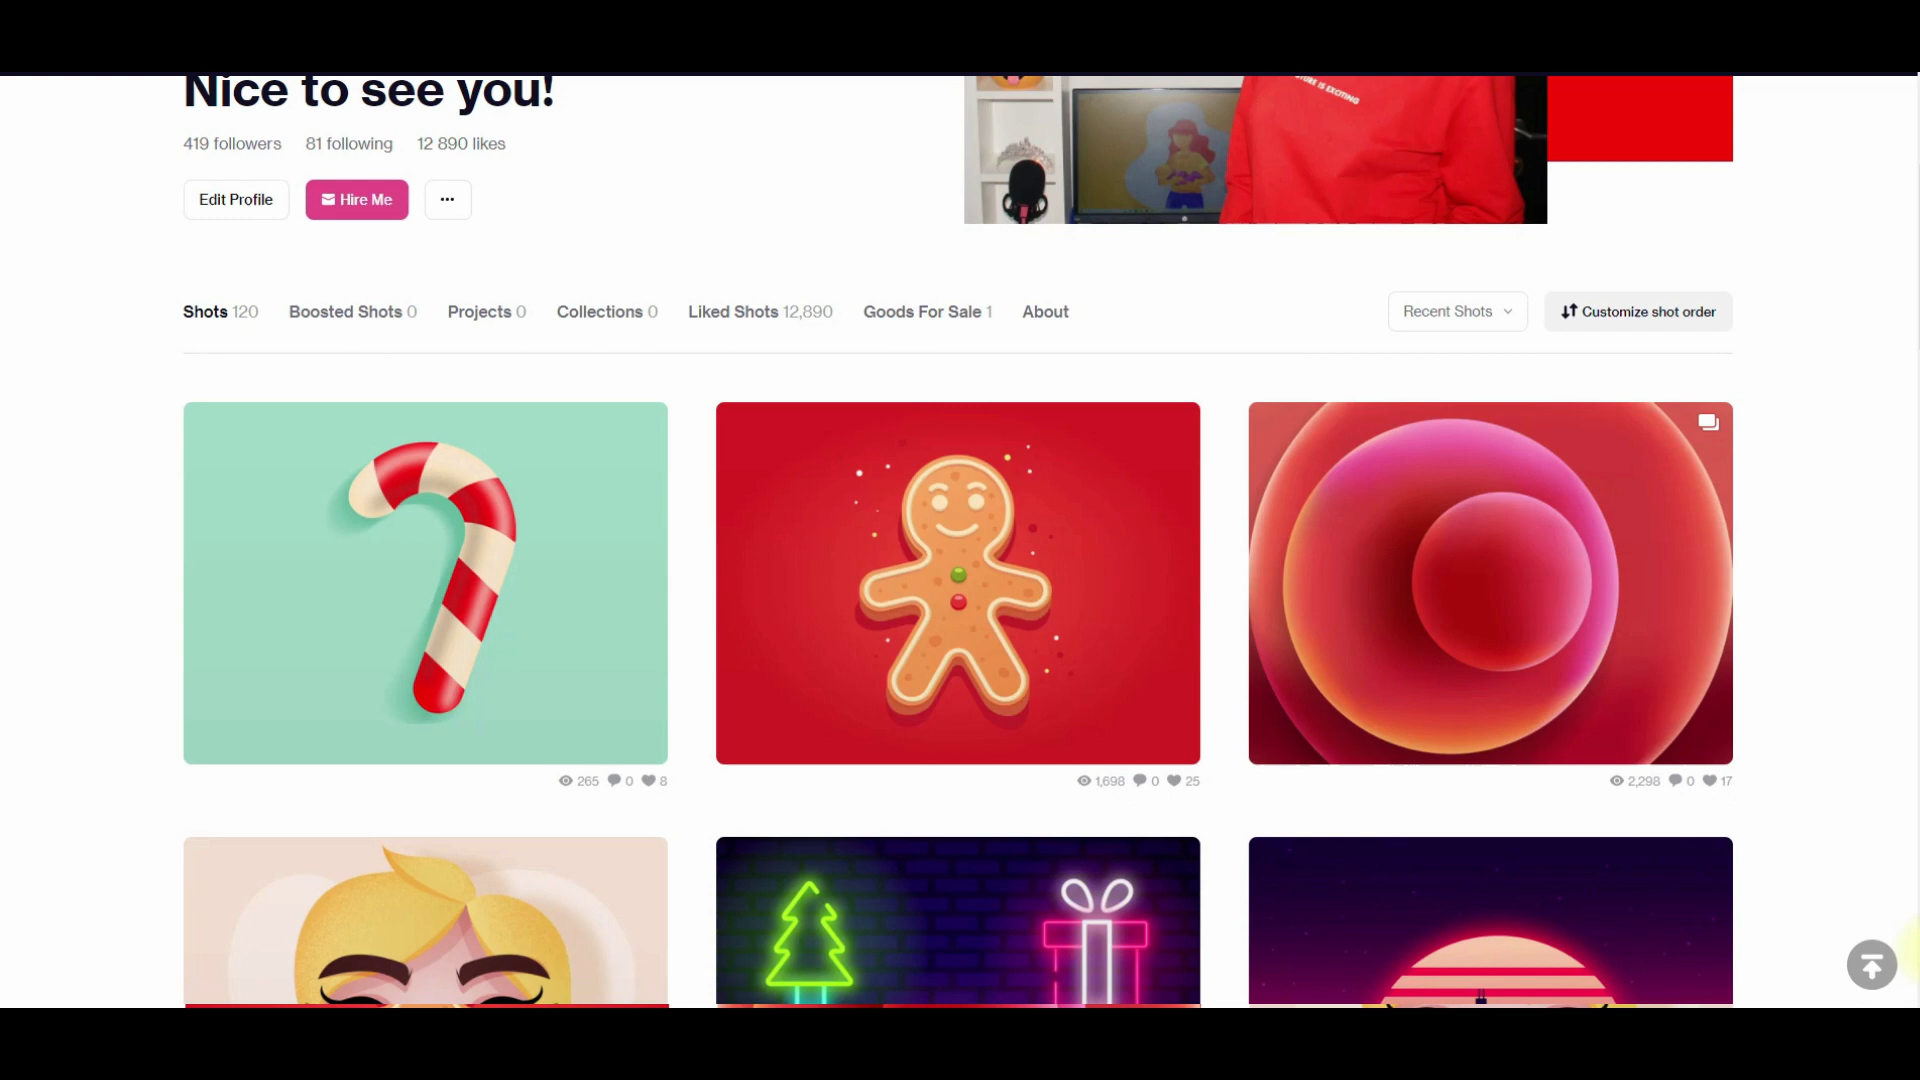 Nice to see you!
419 followers 81 following 12 890 likes
Edit Profile Hire Me
IS EXCITING
Shots 120 Boosted Shots 0 Projects 0 Collections 0 Liked Shots 12,890 Goods For Sale 1 About
Recent Shots Customize shot order
265 0 8
1,698 0 25
2,298 0 17